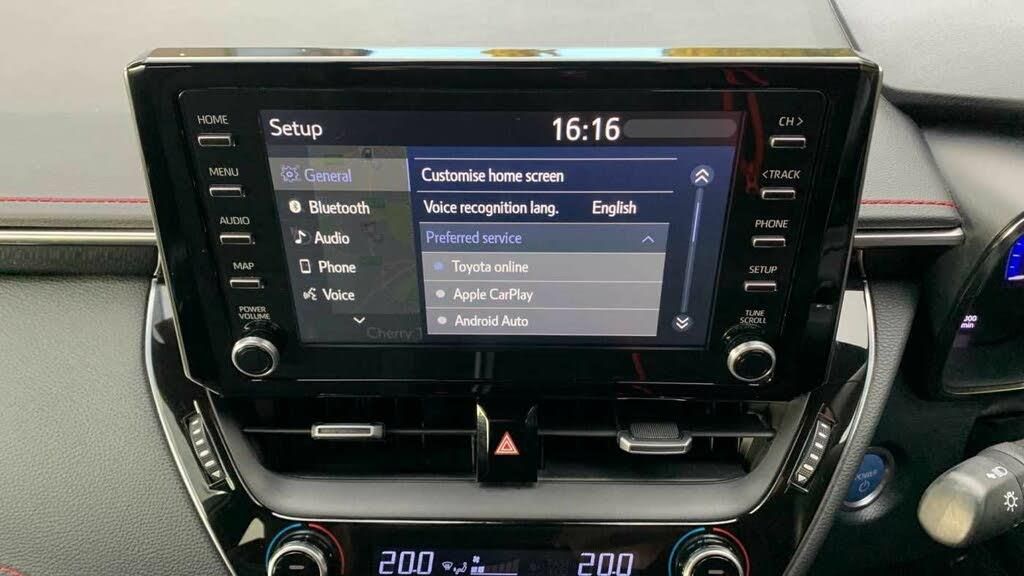 HOME
MENU
AUDIO
MAP
POWER
VOLUME
Setup 16:16
General
Bluetooth
Audio
Phone
Voice
Cherry
Customise home screen
Voice recognition lang. English
Preferred service
Toyota online
Apple CarPlay
Android Auto
CH >
< TRACK
PHONE
SETUP
TUNE
SCROLL
POWER
20.0 20.0